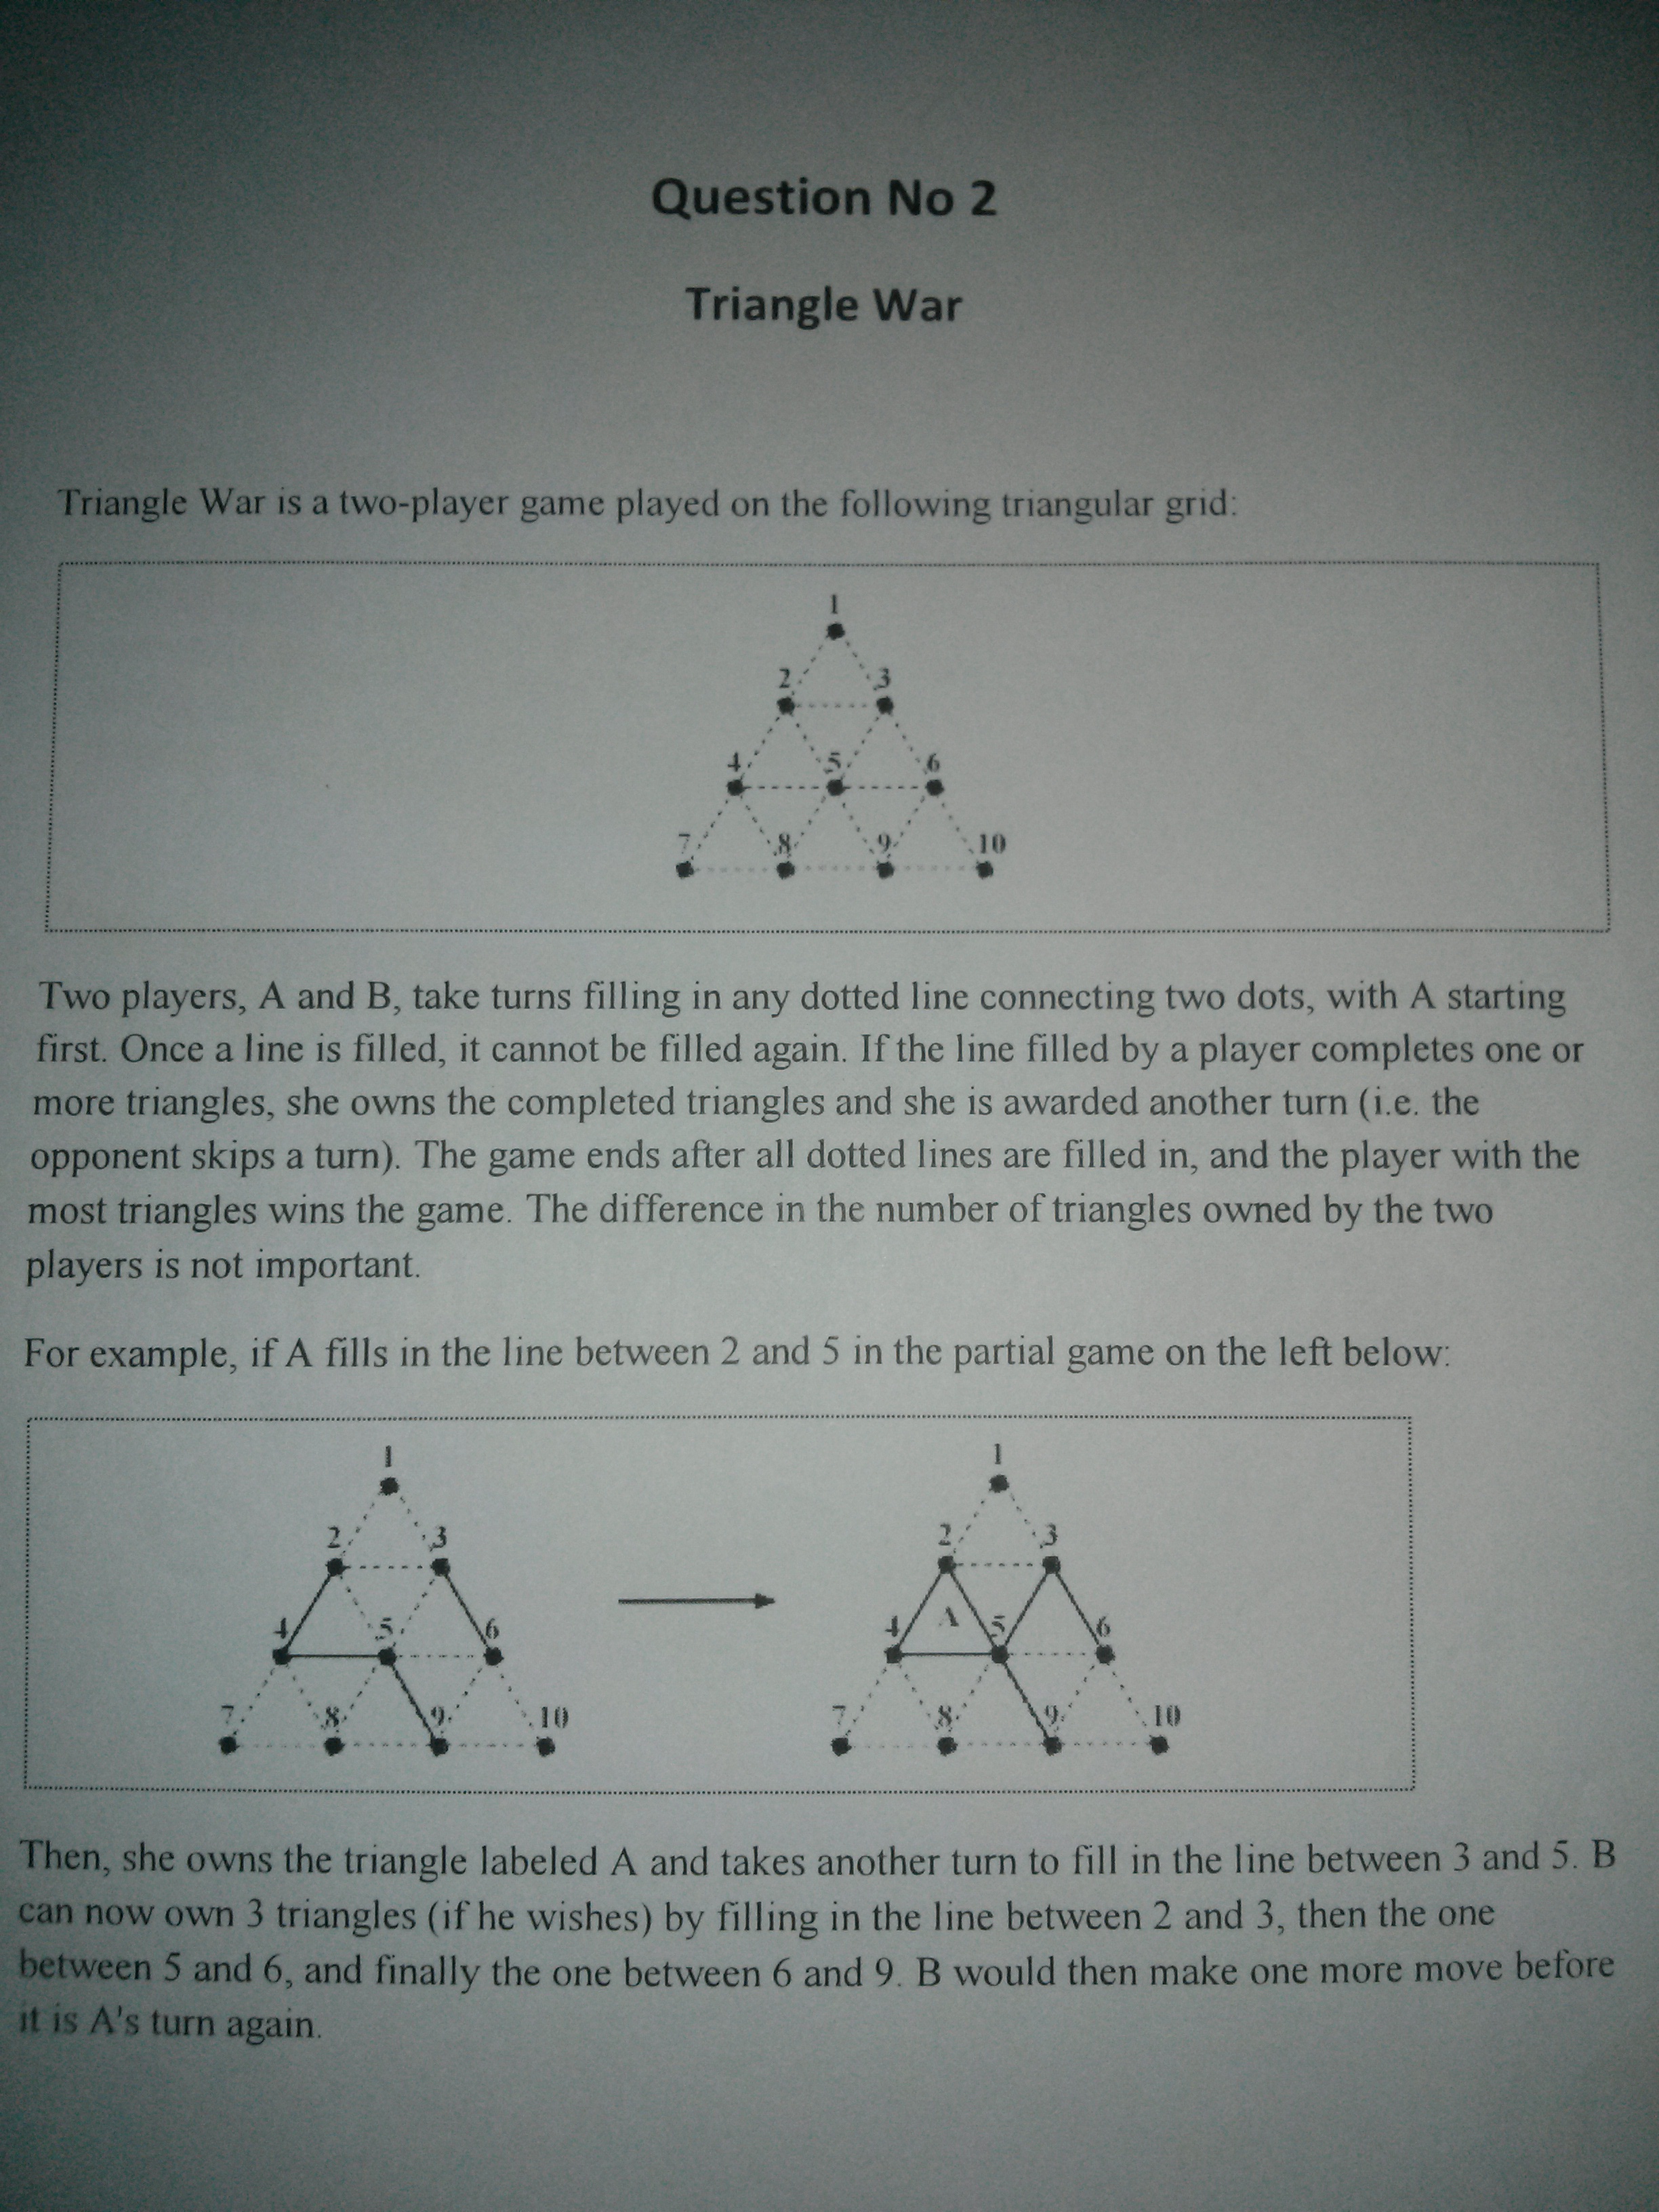 Question No 2
Triangle War
Triangle War is a two-player game played on the following triangular grid:
1
2 3
4 5 6
7 8 9 10
Two players, A and B, take turns filling in any dotted line connecting two dots, with A starting
first. Once a line is filled, it cannot be filled again. If the line filled by a player completes one or
more triangles, she owns the completed triangles and she is awarded another turn (i.e. the
opponent skips a turn). The game ends after all dotted lines are filled in, and the player with the
most triangles wins the game. The difference in the number of triangles owned by the two
players is not important.
For example, if A fills in the line between 2 and 5 in the partial game on the left below:
1 1
2 3 2 3
4 5 6 4 A 5 6
7 8 9 10 7 8 9 10
Then, she owns the triangle labeled A and takes another turn to fill in the line between 3 and 5. B
can now own 3 triangles (if he wishes) by filling in the line between 2 and 3, then the one
between 5 and 6, and finally the one between 6 and 9. B would then make one more move before
it is A's turn again.